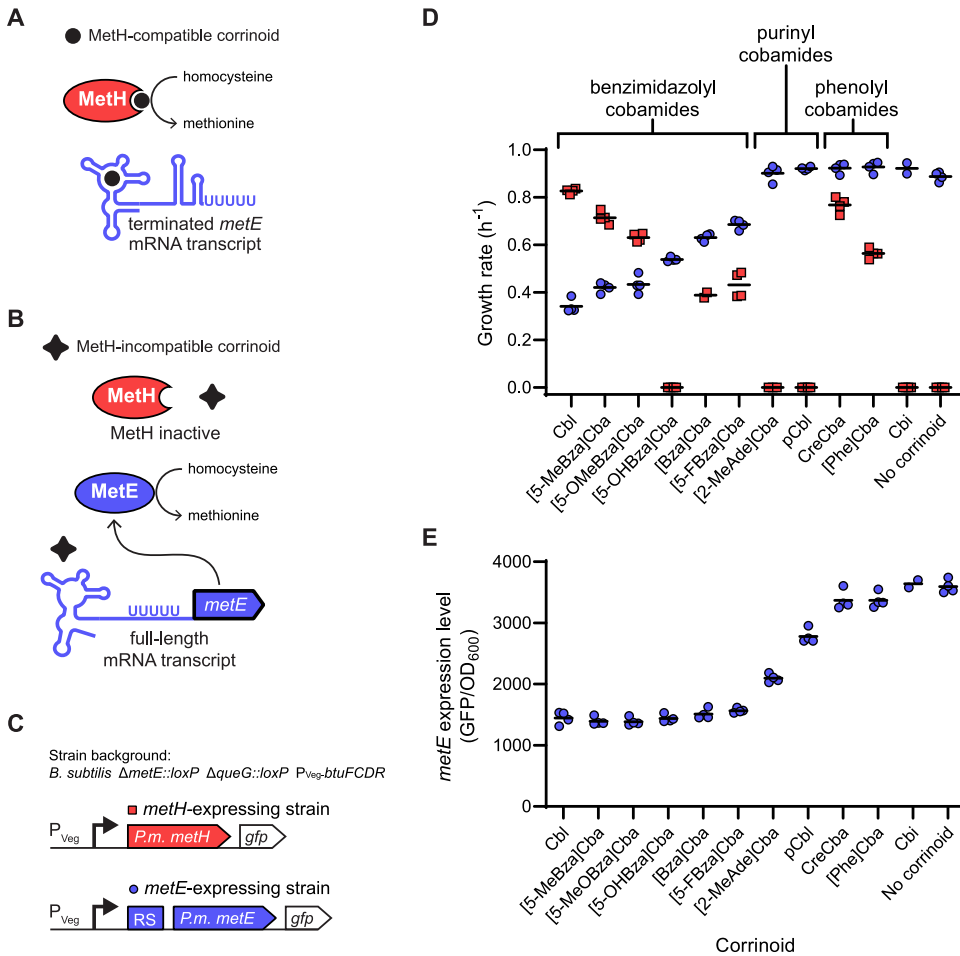 A
MetH-compatible corrinoid
homocysteine
MetH
methionine
UUUUU
terminated metE
mRNA transcript
B
MetH-incompatible corrinoid
MetH
MetH inactive
homocysteine
MetE
methionine
UUUUU
metE
full-length
mRNA transcript
C
Strain background:
B. subtilis ΔmetE::loxP ΔqueG::loxP PVeg-btuFCDR
metH-expressing strain
PVeg
P.m. metH
gfp
metE-expressing strain
PVeg
RS
P.m. metE
gfp
D
purinyl
cobamides
benzimidazolyl
cobamides
phenolyl
cobamides
Growth rate (h-1)
1.0
0.8
0.6
0.4
0.2
0.0
Cbl
[5-MeBza]Cba
[5-OMeBza]Cba
[5-OHBza]Cba
[Bza]Cba
[5-FBza]Cba
[2-MeAde]Cba
pCbl
CreCba
[Phe]Cba
Cbi
No corrinoid
E
metE expression level
(GFP/OD600)
4000
3000
2000
1000
0
Cbl
[5-MeBza]Cba
[5-MeOBza]Cba
[5-OHBza]Cba
[Bza]Cba
[5-FBza]Cba
[2-MeAde]Cba
pCbl
CreCba
[Phe]Cba
Cbi
No corrinoid
Corrinoid